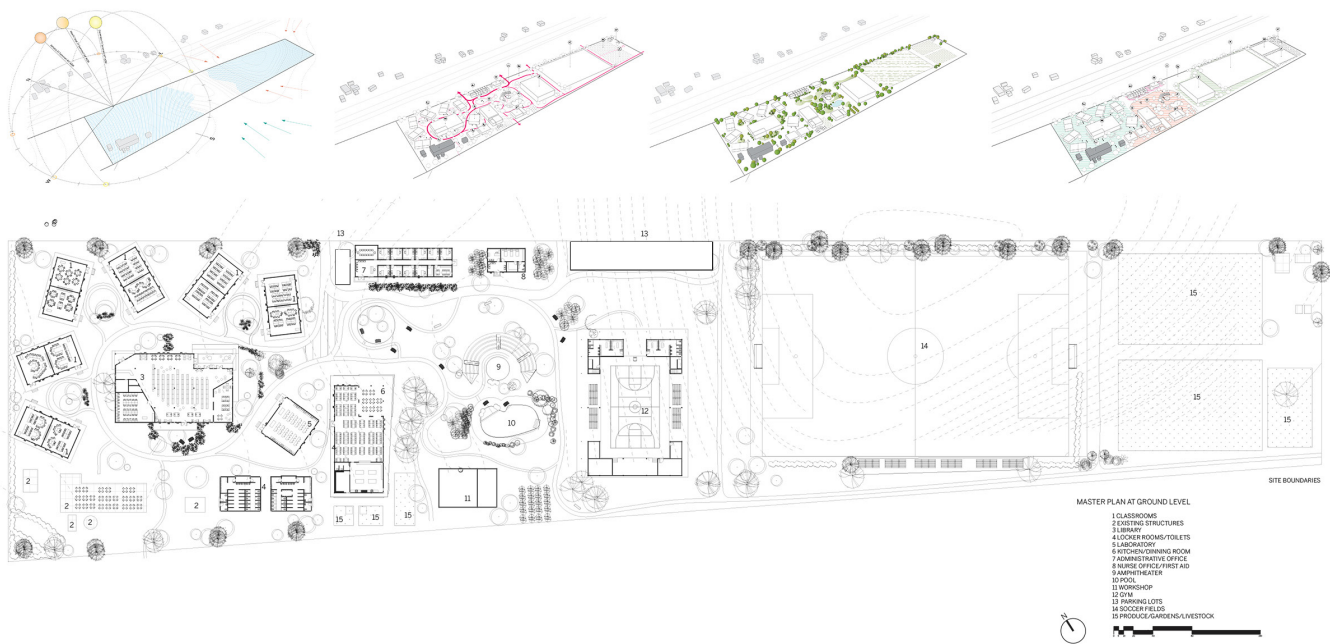 13
13
7
8
15
3
9
14
6
12
15
10
5
15
4
2
4
2
11
2
15
15
15
2
2
SITE BOUNDARIES
MASTER PLAN AT GROUND LEVEL
1 CLASSROOMS
2 EXISTING STRUCTURES
3 LIBRARY
4 LOCKER ROOMS/TOILETS
5 LABORATORY
6 KITCHEN/DINNING ROOM
7 ADMINISTRATIVE OFFICE
8 NURSE OFFICE/FIRST AID
9 AMPHITHEATER
10 POOL
11 WORKSHOP
12 GYM
13 PARKING LOTS
14 SOCCER FIELDS
15 PRODUCE/GARDENS/LIVESTOCK
N